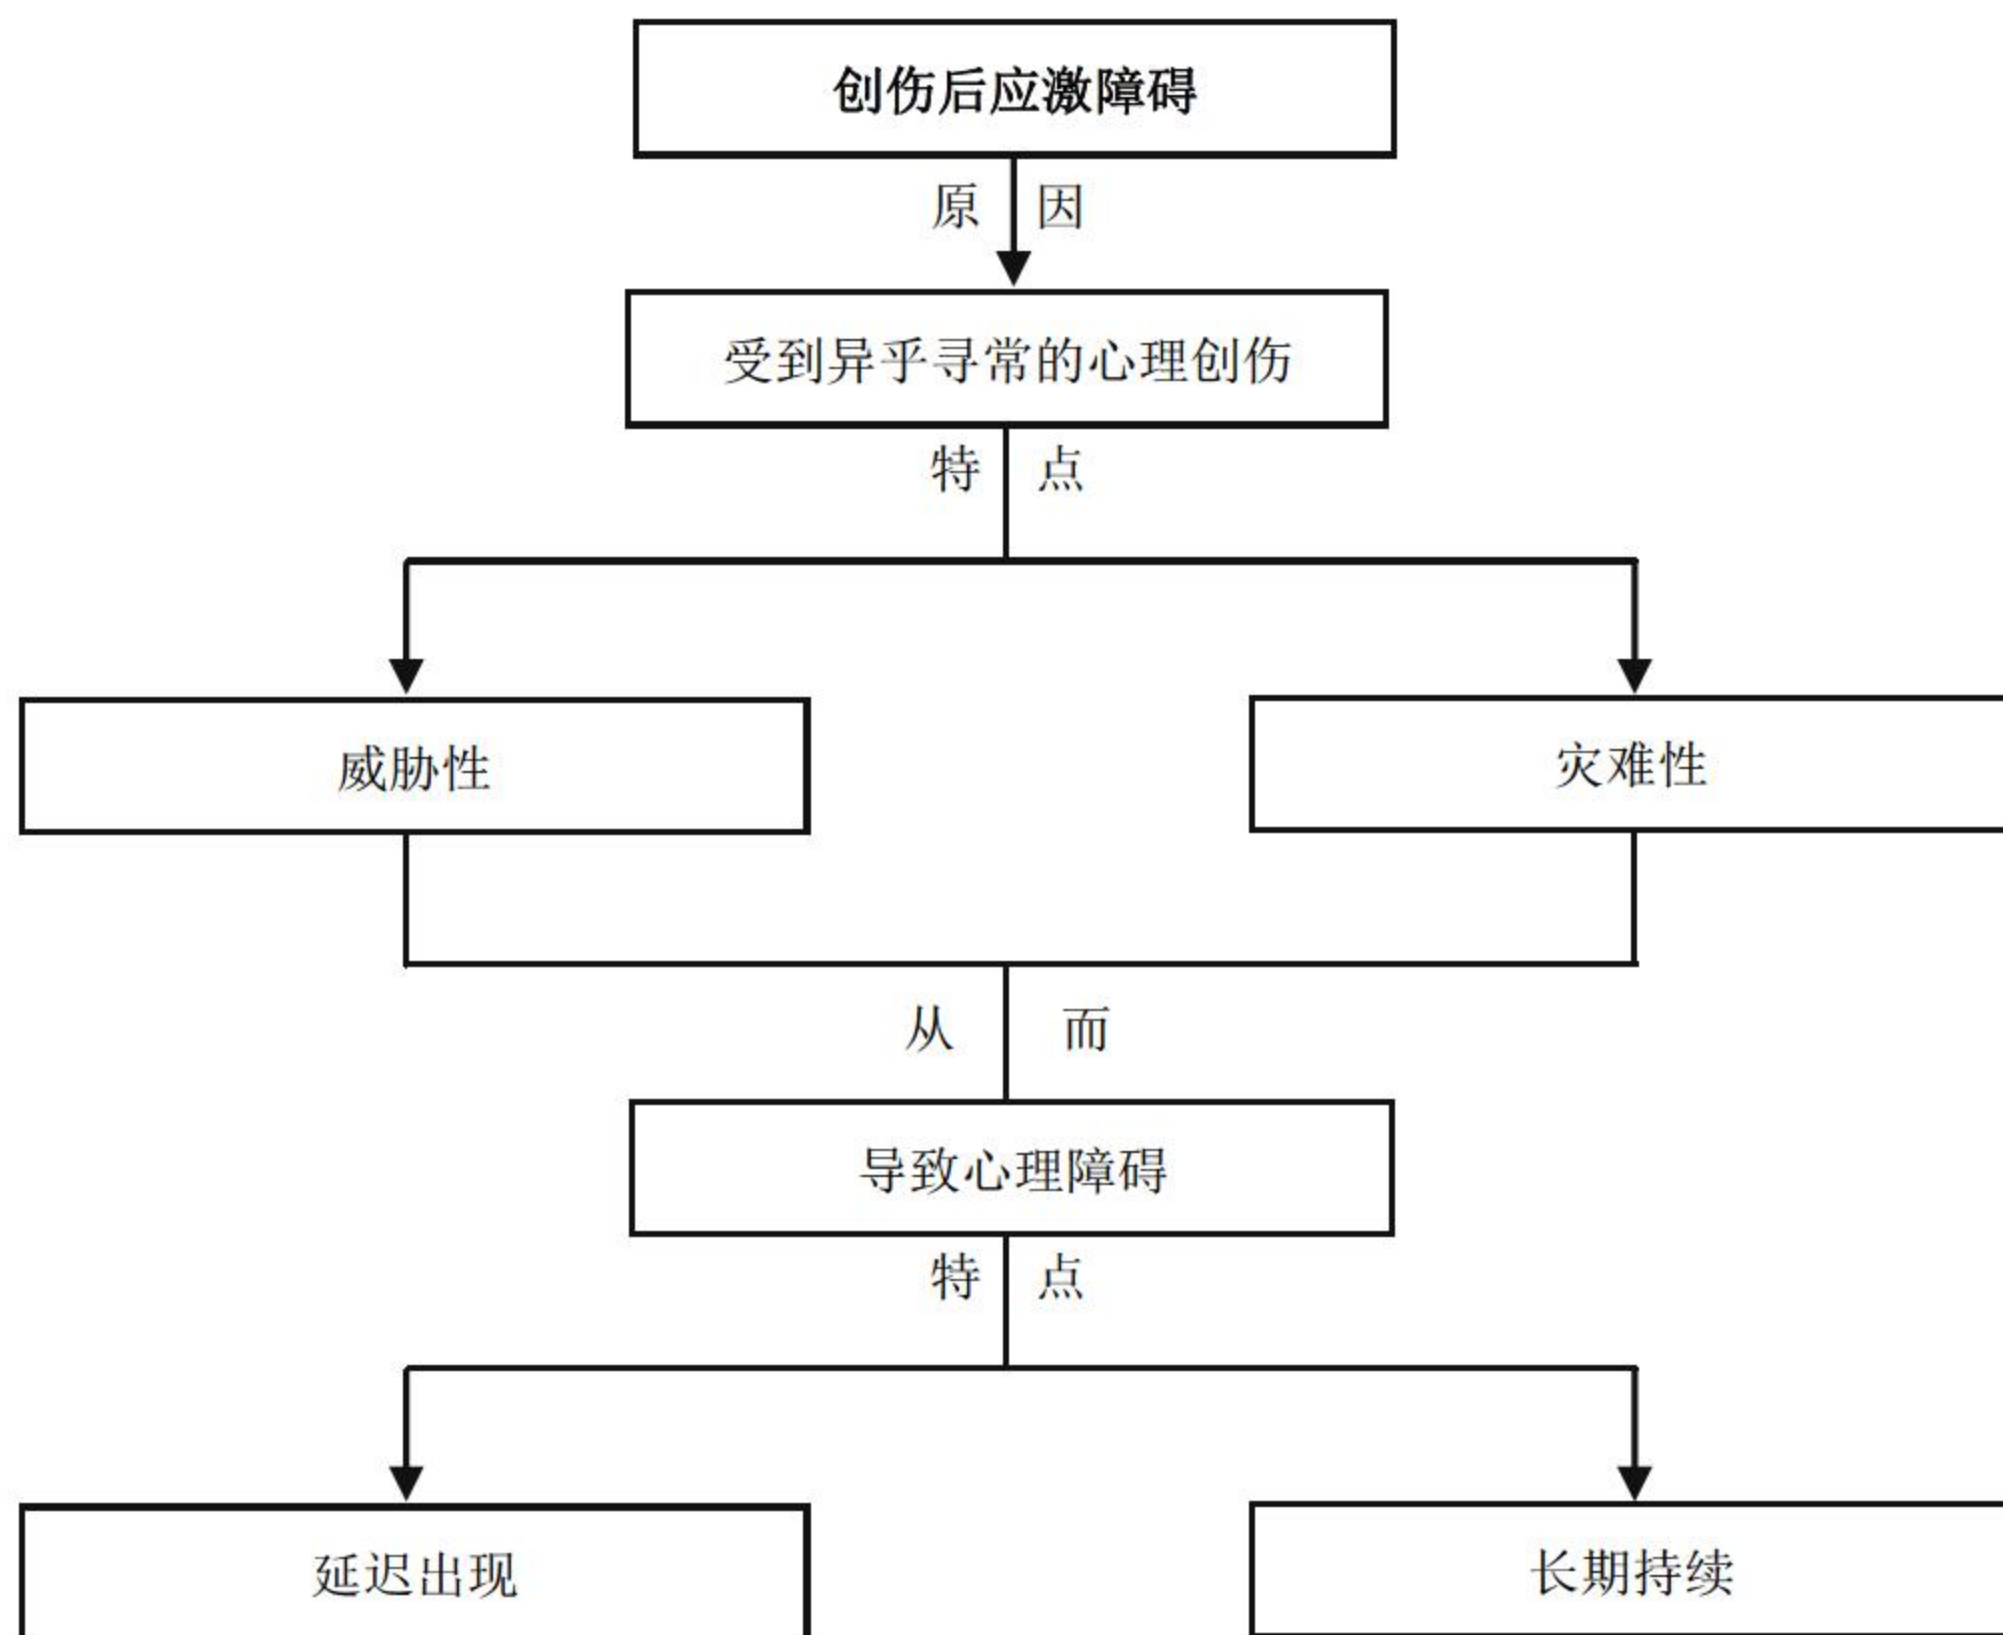 创伤后应激障碍
原 因
受到异乎寻常的心理创伤
特 点
威胁性
灾难性
从 而
导致心理障碍
特 点
延迟出现
长期持续